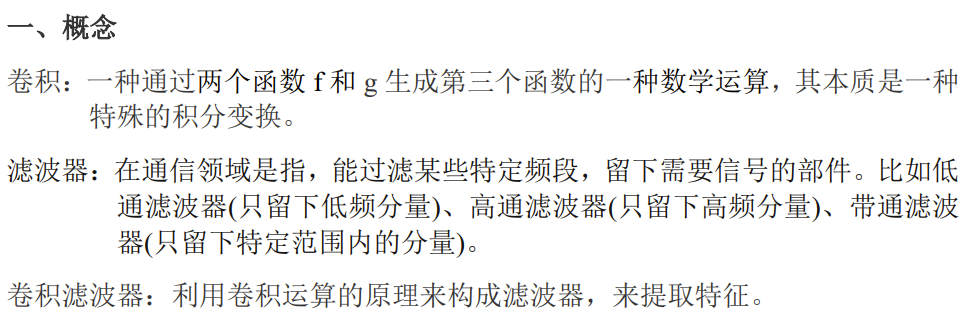 一、概念
卷积：一种通过两个函数 f 和 g 生成第三个函数的一种数学运算，其本质是一种
特殊的积分变换。
滤波器：在通信领域是指，能过滤某些特定频段，留下需要信号的部件。比如低
通滤波器(只留下低频分量)、高通滤波器(只留下高频分量)、带通滤波
器(只留下特定范围内的分量)。
卷积滤波器：利用卷积运算的原理来构成滤波器，来提取特征。